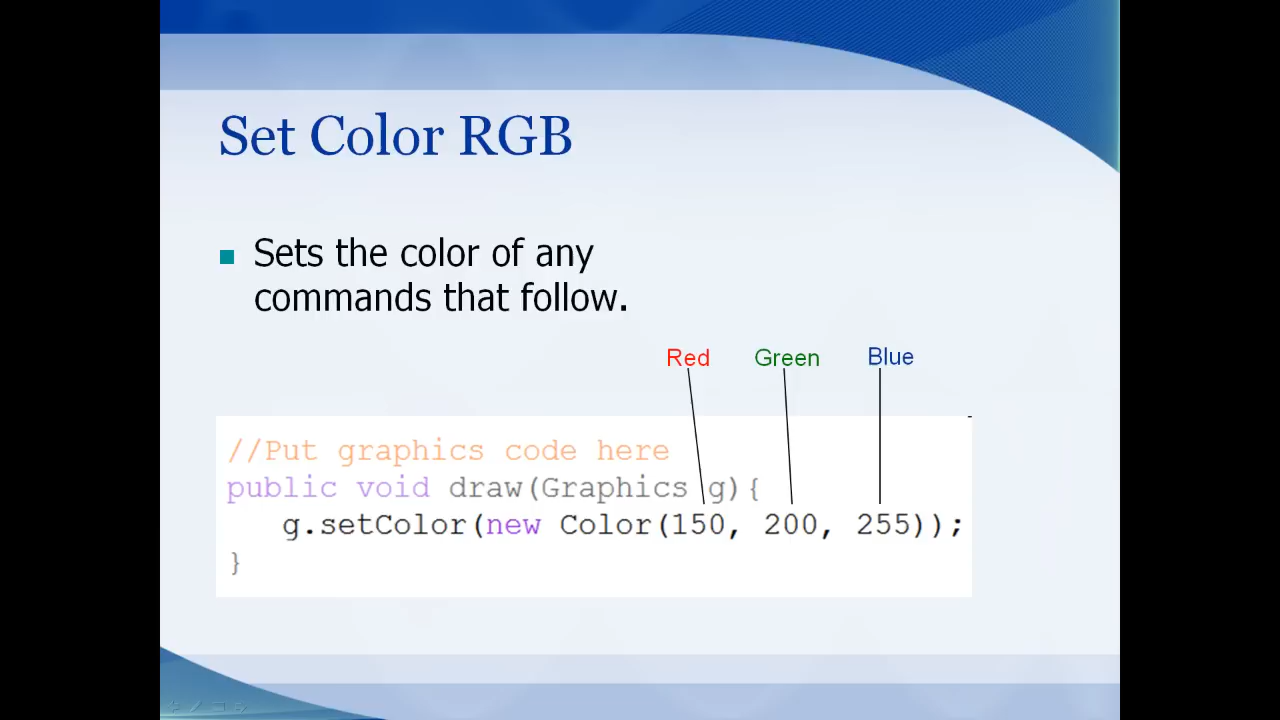 Set Color RGB
Sets the color of any
commands that follow.
Red Green Blue
//Put graphics code here
public void draw(Graphics g){
g.setColor(new Color(150, 200, 255));
}